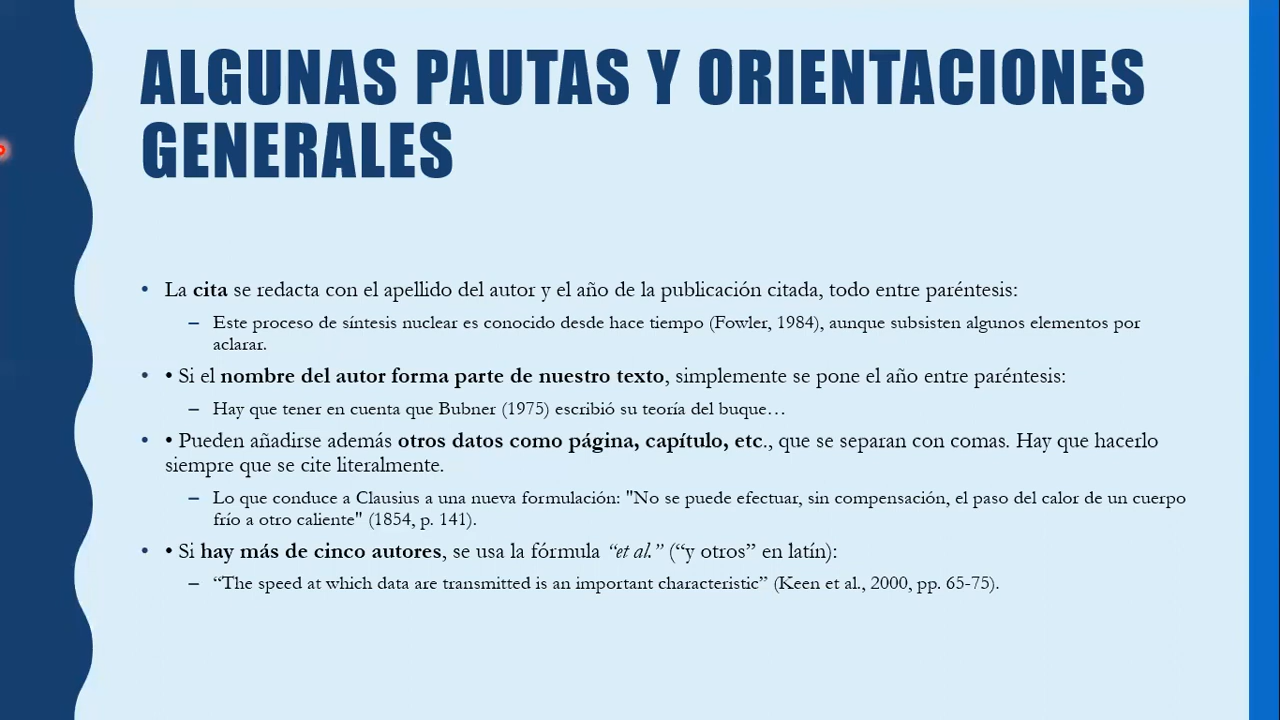 ALGUNAS PAUTAS Y ORIENTACIONES
GENERALES
• La cita se redacta con el apellido del autor y el año de la publicación citada, todo entre paréntesis:
– Este proceso de síntesis nuclear es conocido desde hace tiempo (Fowler, 1984), aunque subsisten algunos elementos por
aclarar.
• • Si el nombre del autor forma parte de nuestro texto, simplemente se pone el año entre paréntesis:
– Hay que tener en cuenta que Bubner (1975) escribió su teoría del buque…
• • Pueden añadirse además otros datos como página, capítulo, etc., que se separan con comas. Hay que hacerlo
siempre que se cite literalmente.
– Lo que conduce a Clausius a una nueva formulación: "No se puede efectuar, sin compensación, el paso del calor de un cuerpo
frío a otro caliente" (1854, p. 141).
• • Si hay más de cinco autores, se usa la fórmula “et al.” (“y otros” en latín):
– “The speed at which data are transmitted is an important characteristic” (Keen et al., 2000, pp. 65-75).